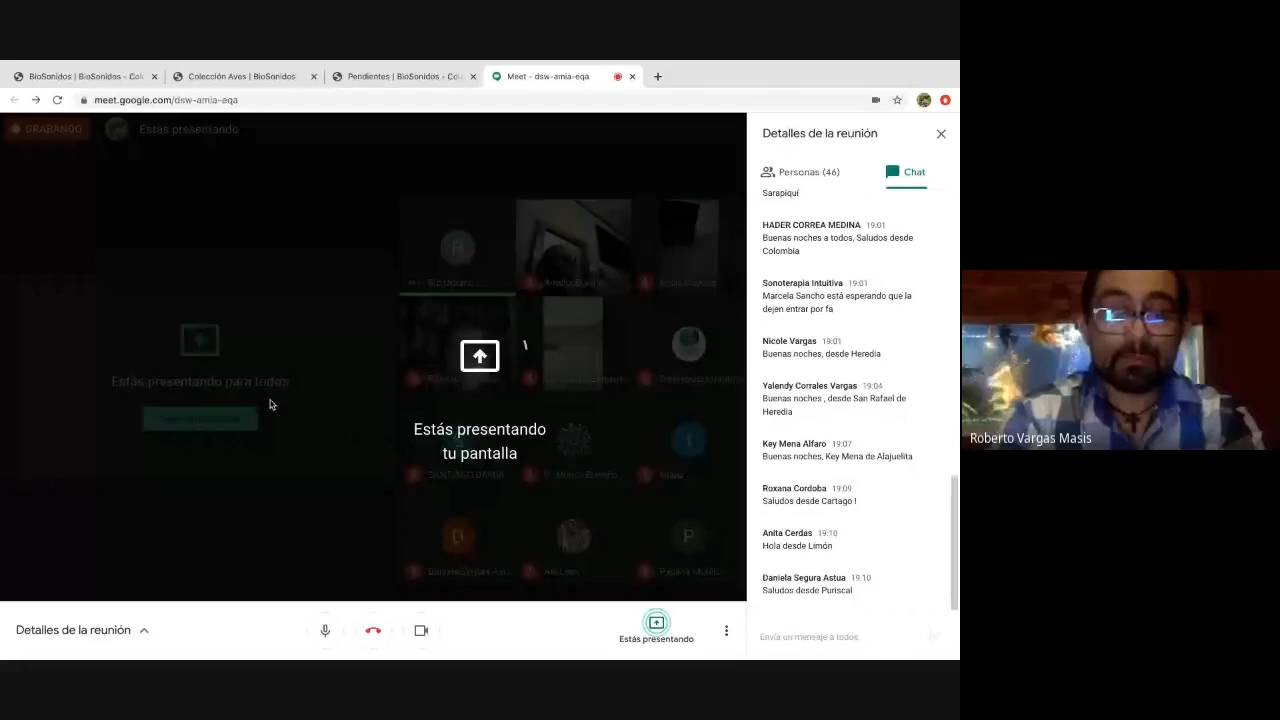 BioSonidos | BioSonidos - Col
Colección Aves | BioSonidos
Pendientes | BioSonidos - Col
Meet - dsw-amia-eqa
meet.google.com/dsw-amia-eqa
GRABANDO
Estás presentando
Estás presentando para todos
Estás presentando
tu pantalla
Detalles de la reunión
Estás presentando
Detalles de la reunión
Personas (46)
Chat
Sarapiquí
HADER CORREA MEDINA 19:01
Buenas noches a todos, Saludos desde
Colombia
Sonoterapia Intuitiva 19:01
Marcela Sancho está esperando que la
dejen entrar por fa
Nicole Vargas 19:01
Buenas noches, desde Heredia
Yalendy Corrales Vargas 19:04
Buenas noches , desde San Rafael de
Heredia
Key Mena Alfaro 19:07
Buenas noches, Key Mena de Alajuelita
Roxana Cordoba 19:09
Saludos desde Cartago !
Anita Cerdas 19:10
Hola desde Limón
Daniela Segura Astua 19:10
Saludos desde Puriscal
Envía un mensaje a todos
Roberto Vargas Masis